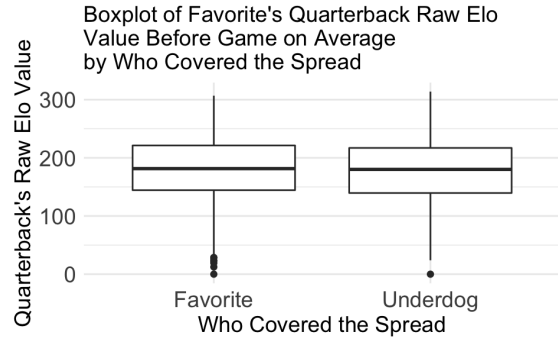 Boxplot of Favorite's Quarterback Raw Elo
Value Before Game on Average
by Who Covered the Spread
Quarterback's Raw Elo Value
300
200
100
0
Favorite
Underdog
Who Covered the Spread